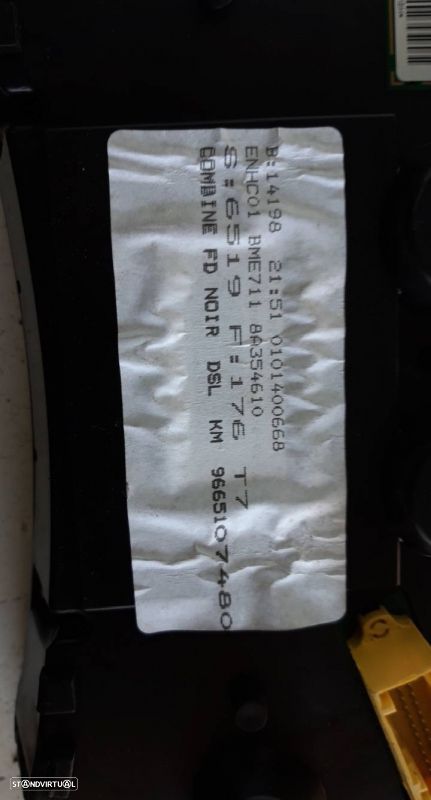 B:14198 21:51 0101400668
ENHC01 BME711 8A354610
S:6519 F:176 T7
COMBINE FD NOIR DSL KM 9665107480
STANDVIRTUAL